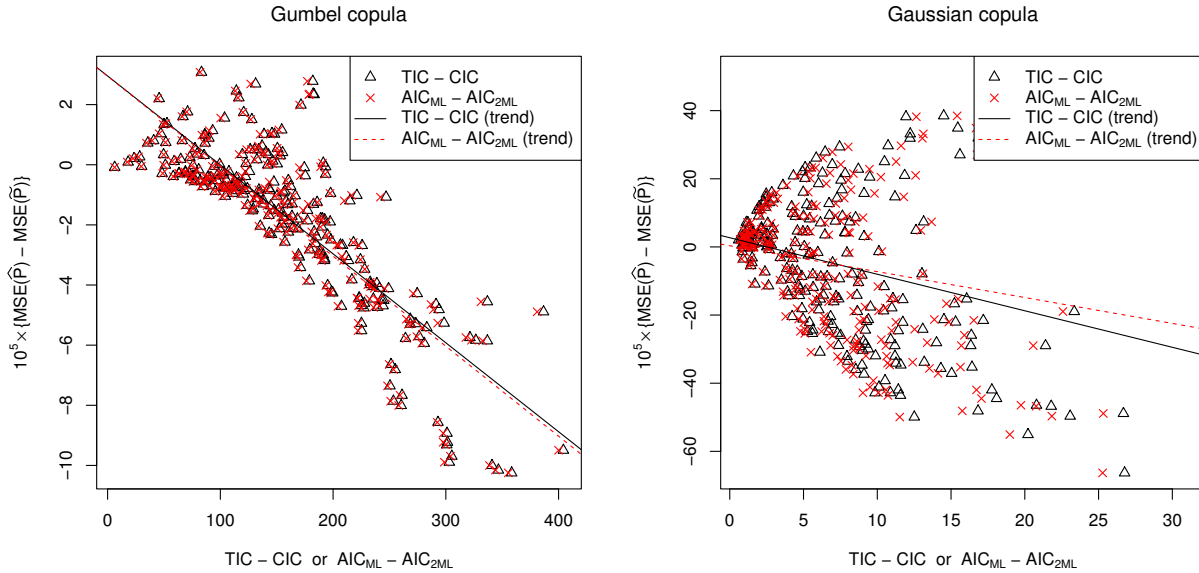 Gumbel copula
TIC − CIC
AIC_ML − AIC_2ML
TIC − CIC (trend)
AIC_ML − AIC_2ML (trend)
2
0
−2
−4
−6
−8
−10
10^5 × {MSE(P̂) − MSE(P̃)}
0 100 200 300 400
TIC − CIC or AIC_ML − AIC_2ML
Gaussian copula
TIC − CIC
AIC_ML − AIC_2ML
TIC − CIC (trend)
AIC_ML − AIC_2ML (trend)
40
20
0
−20
−40
−60
10^5 × {MSE(P̂) − MSE(P̃)}
0 5 10 15 20 25 30
TIC − CIC or AIC_ML − AIC_2ML